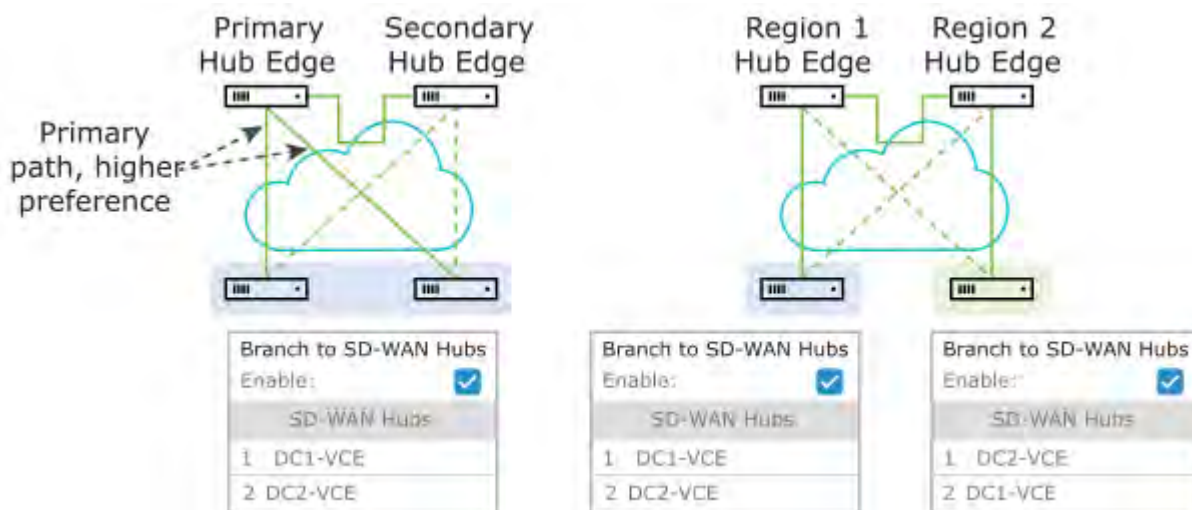 Primary
Hub Edge
Secondary
Hub Edge
Region 1
Hub Edge
Region 2
Hub Edge
Primary
path, higher
preference
Branch to SD-WAN Hubs
Enable:
SD-WAN Hubs
1 DC1-VCE
2 DC2-VCE
Branch to SD-WAN Hubs
Enable:
SD-WAN Hubs
1 DC1-VCE
2 DC2-VCE
Branch to SD-WAN Hubs
Enable:
SD-WAN Hubs
1 DC2-VCE
2 DC1-VCE